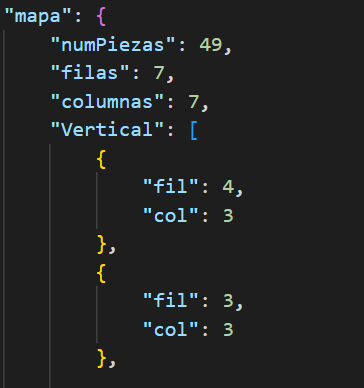 "mapa": {
"numPiezas": 49,
"filas": 7,
"columnas": 7,
"Vertical": [
{
"fil": 4,
"col": 3
},
{
"fil": 3,
"col": 3
},